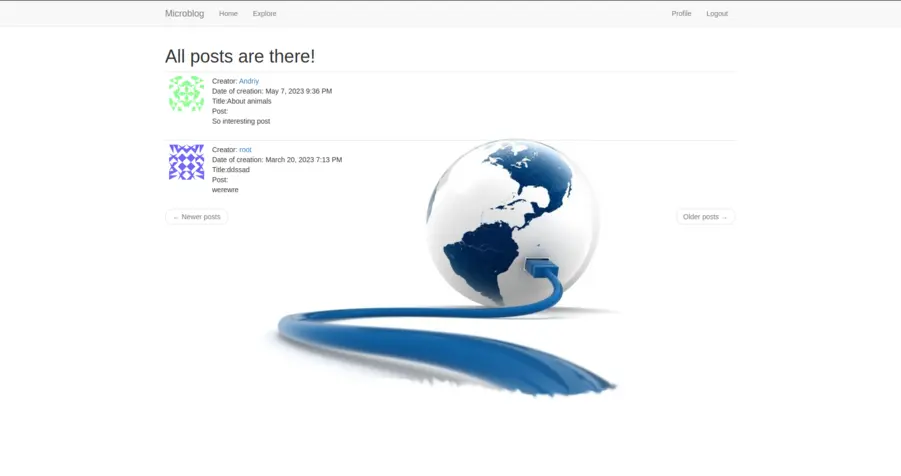 Microblog Home Explore Profile Logout
All posts are there!
Creator: Andriy
Date of creation: May 7, 2023 9:36 PM
Title:About animals
Post:
So interesting post
Creator: root
Date of creation: March 20, 2023 7:13 PM
Title:ddssad
Post:
werewre
← Newer posts Older posts →